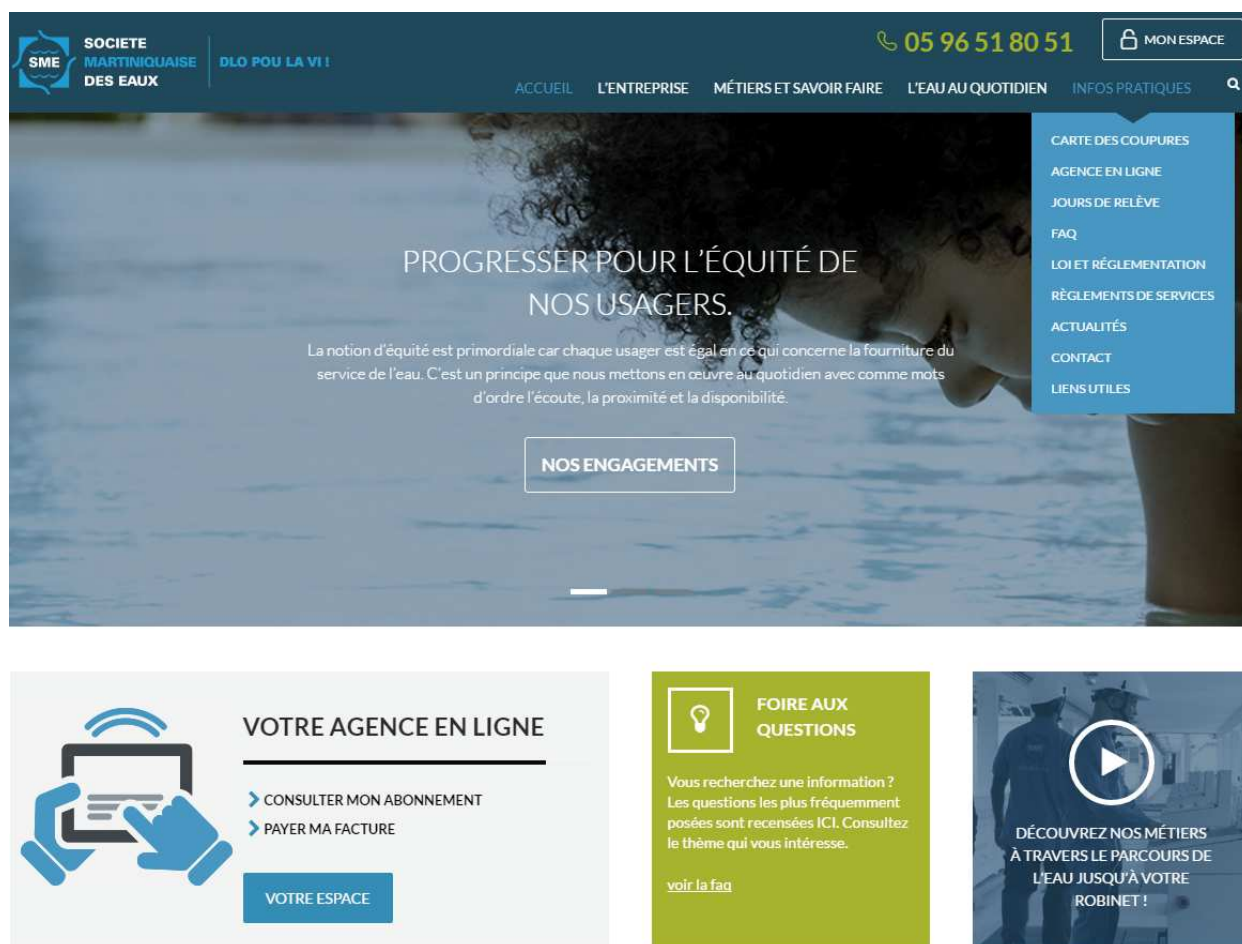 SME
SOCIETE
MARTINIQUAISE
DES EAUX
DLO POU LA VI !
05 96 51 80 51
MON ESPACE
ACCUEIL L'ENTREPRISE MÉTIERS ET SAVOIR FAIRE L'EAU AU QUOTIDIEN INFOS PRATIQUES
CARTE DES COUPURES
AGENCE EN LIGNE
JOURS DE RELÈVE
FAQ
LOI ET RÉGLEMENTATION
RÈGLEMENTS DE SERVICES
ACTUALITÉS
CONTACT
LIENS UTILES
PROGRESSER POUR L'ÉQUITÉ DE
NOS USAGERS.
La notion d'équité est primordiale car chaque usager est égal en ce qui concerne la fourniture du
service de l'eau. C'est un principe que nous mettons en œuvre au quotidien avec comme mots
d'ordre l'écoute, la proximité et la disponibilité.
NOS ENGAGEMENTS
VOTRE AGENCE EN LIGNE
CONSULTER MON ABONNEMENT
PAYER MA FACTURE
VOTRE ESPACE
FOIRE AUX
QUESTIONS
Vous recherchez une information ?
Les questions les plus fréquemment
posées sont recensées ICI. Consultez
le thème qui vous intéresse.
voir la faq
DÉCOUVREZ NOS MÉTIERS
À TRAVERS LE PARCOURS DE
L'EAU JUSQU'À VOTRE
ROBINET !